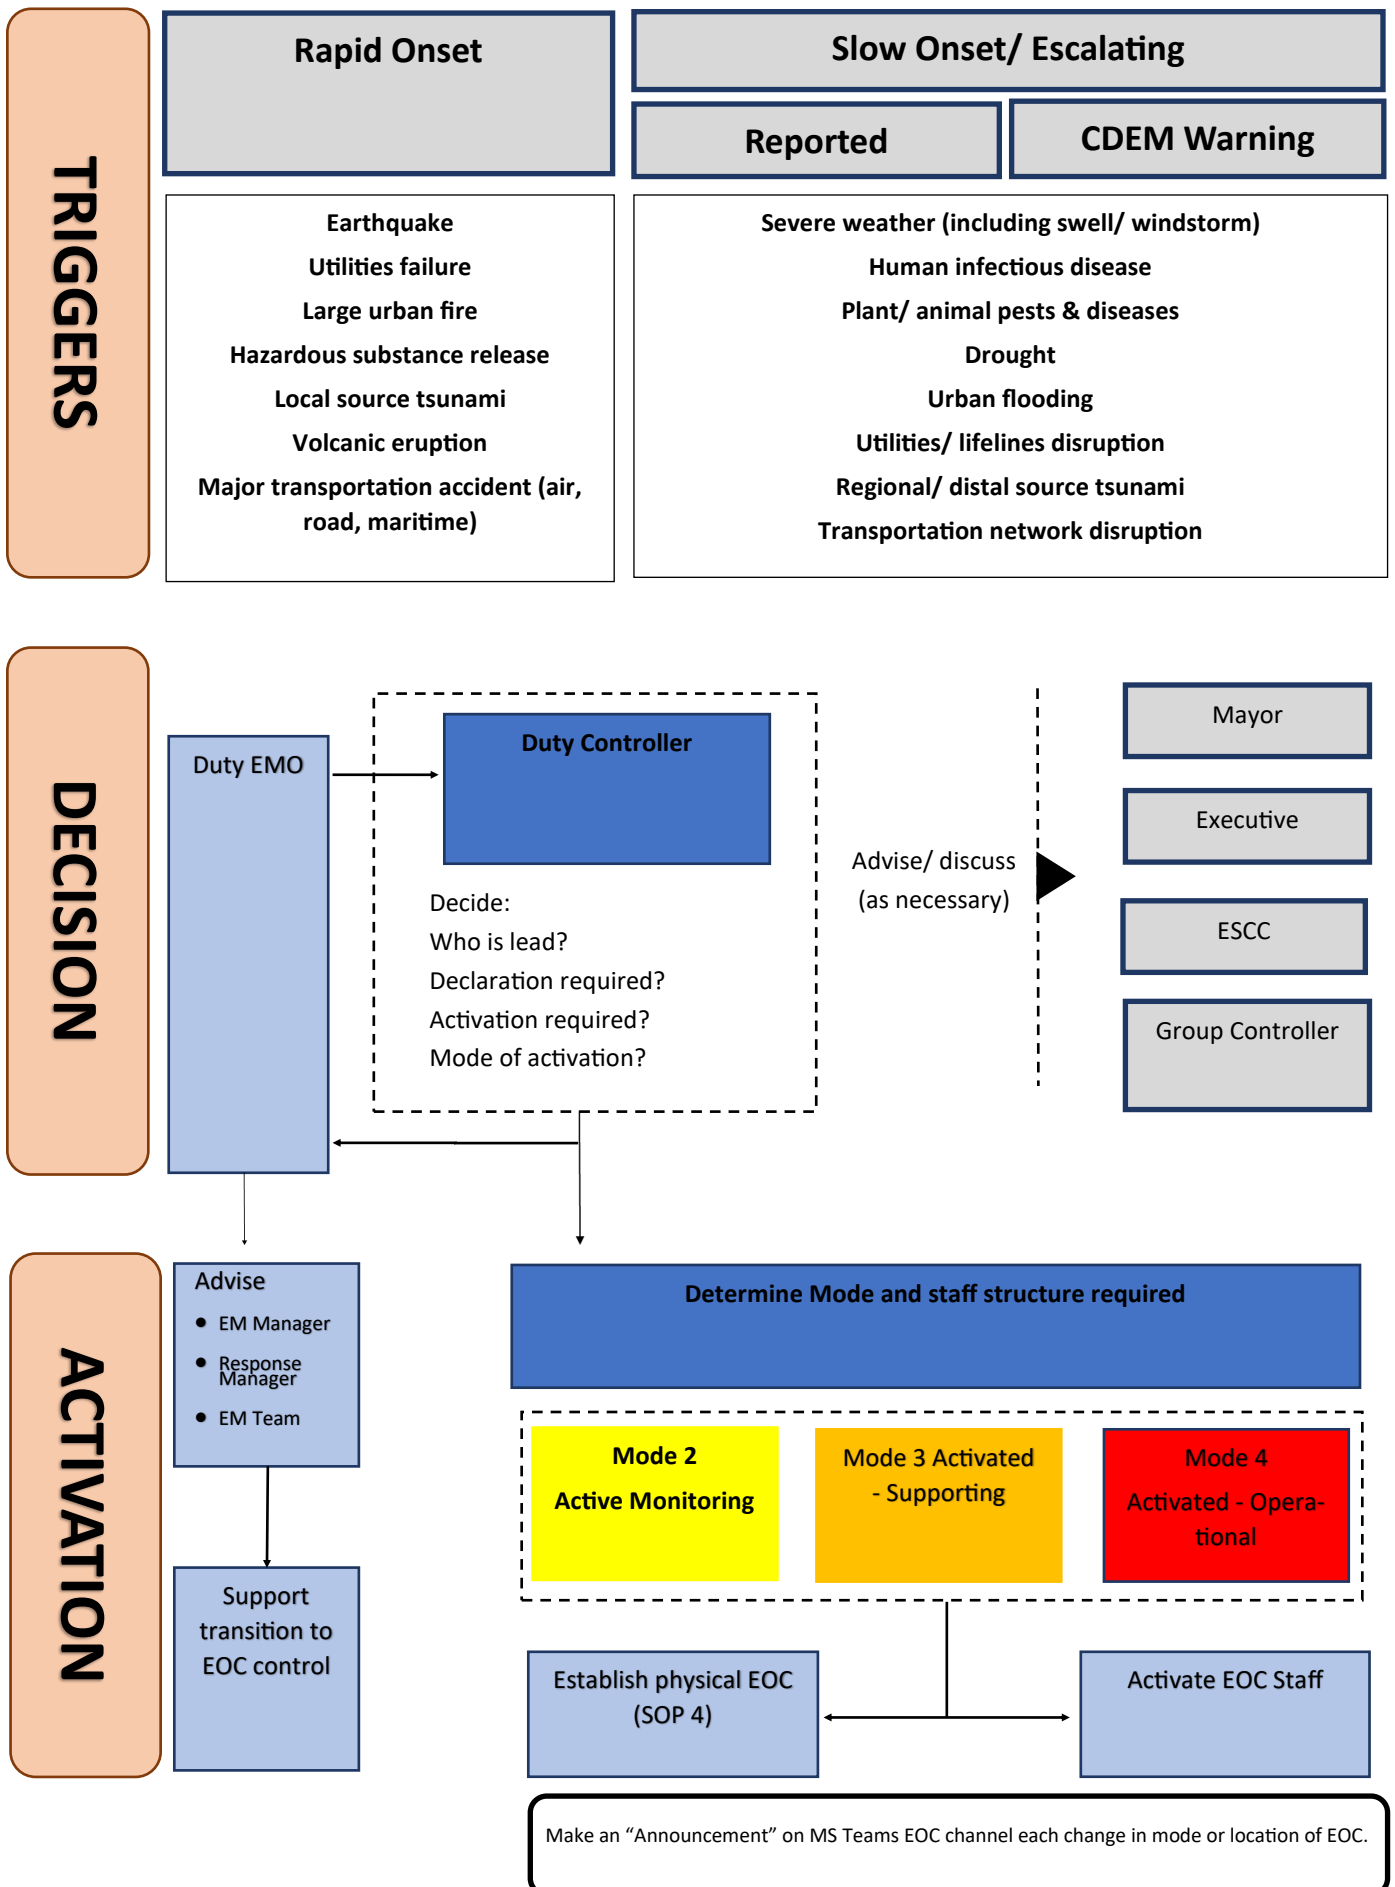 TRIGGERS
Rapid Onset
Slow Onset/ Escalating
Reported
CDEM Warning
Earthquake
Utilities failure
Large urban fire
Hazardous substance release
Local source tsunami
Volcanic eruption
Major transportation accident (air,
road, maritime)
Severe weather (including swell/ windstorm)
Human infectious disease
Plant/ animal pests & diseases
Drought
Urban flooding
Utilities/ lifelines disruption
Regional/ distal source tsunami
Transportation network disruption
DECISION
Duty EMO
Duty Controller
Decide:
Who is lead?
Declaration required?
Activation required?
Mode of activation?
Advise/ discuss
(as necessary)
Mayor
Executive
ESCC
Group Controller
ACTIVATION
Advise
• EM Manager
• Response
Manager
• EM Team
Support
transition to
EOC control
Determine Mode and staff structure required
Mode 2
Active Monitoring
Mode 3 Activated
- Supporting
Mode 4
Activated - Opera-
tional
Establish physical EOC
(SOP 4)
Activate EOC Staff
Make an “Announcement” on MS Teams EOC channel each change in mode or location of EOC.